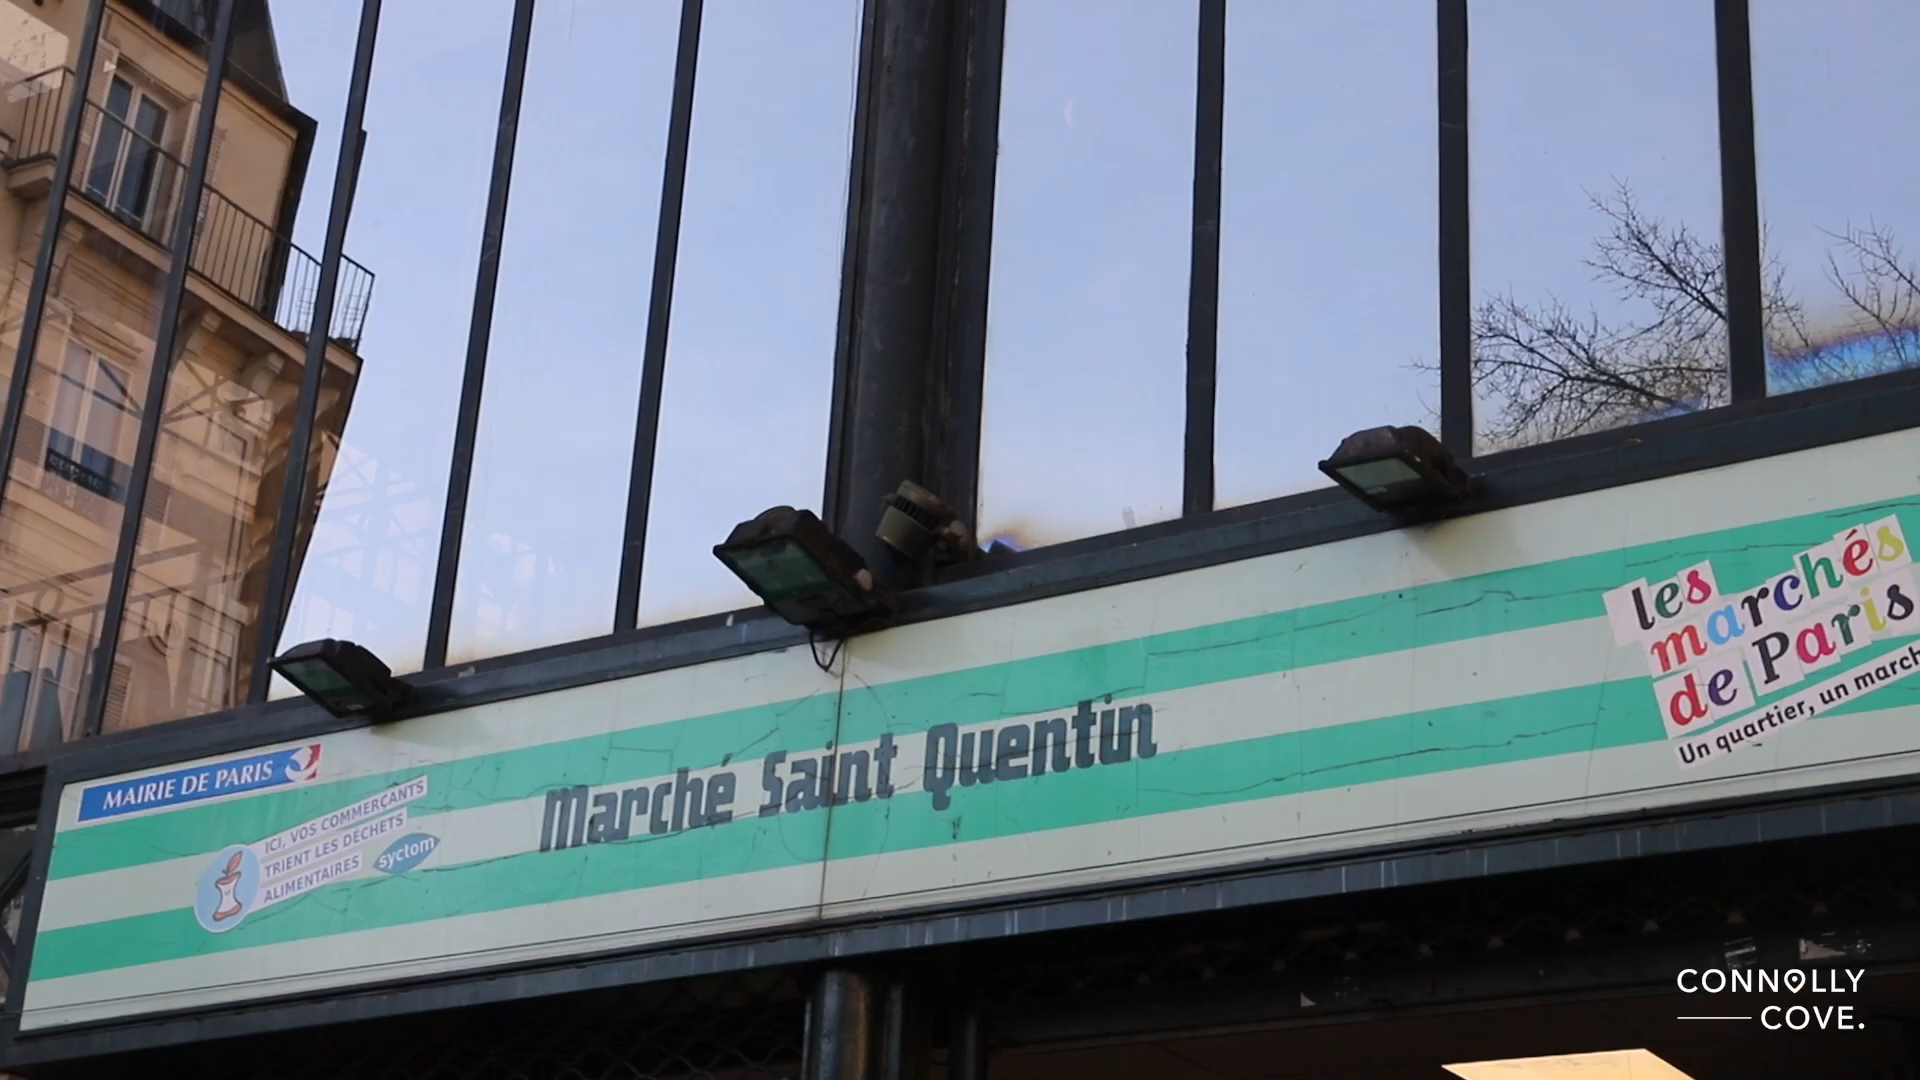 MAIRIE DE PARIS
ICI, VOS COMMERÇANTS
TRIENT LES DÉCHETS
ALIMENTAIRES
syctom
Marché Saint Quentin
les
marchés
de Paris
Un quartier, un march
CONNOLLY
COVE.